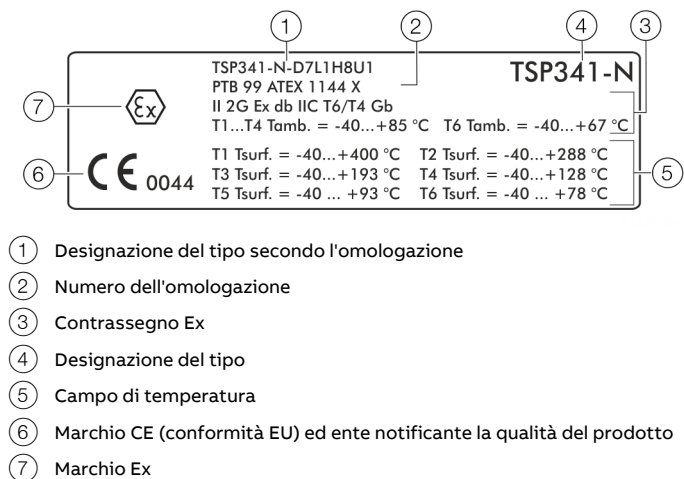 1 2 4 3
TSP341-N-D7L1H8U1 TSP341-N
PTB 99 ATEX 1144 X
II 2G Ex db IIC T6/T4 Gb
7 Ex T1...T4 Tamb. = -40...+85 °C T6 Tamb. = -40...+67 °C
T1 Tsurf. = -40...+400 °C T2 Tsurf. = -40...+288 °C
6 CE 0044 T3 Tsurf. = -40...+193 °C T4 Tsurf. = -40...+128 °C 5
T5 Tsurf. = -40 ... +93 °C T6 Tsurf. = -40 ... +78 °C
1 Designazione del tipo secondo l'omologazione
2 Numero dell'omologazione
3 Contrassegno Ex
4 Designazione del tipo
5 Campo di temperatura
6 Marchio CE (conformità EU) ed ente notificante la qualità del prodotto
7 Marchio Ex